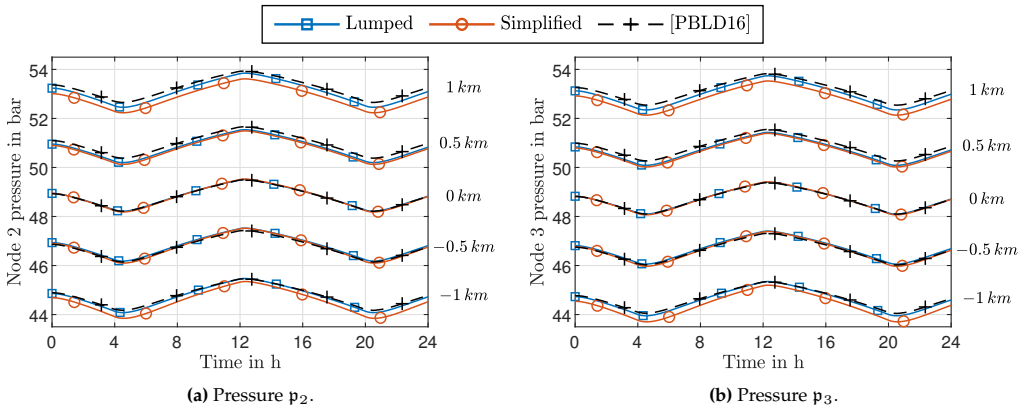 Lumped Simplified [PBLD16]
Node 2 pressure in bar
54
52
50
48
46
44
1 km
0.5 km
0 km
−0.5 km
−1 km
0 4 8 12 16 20 24
Time in h
(a) Pressure p₂.
Node 3 pressure in bar
54
52
50
48
46
44
1 km
0.5 km
0 km
−0.5 km
−1 km
0 4 8 12 16 20 24
Time in h
(b) Pressure p₃.